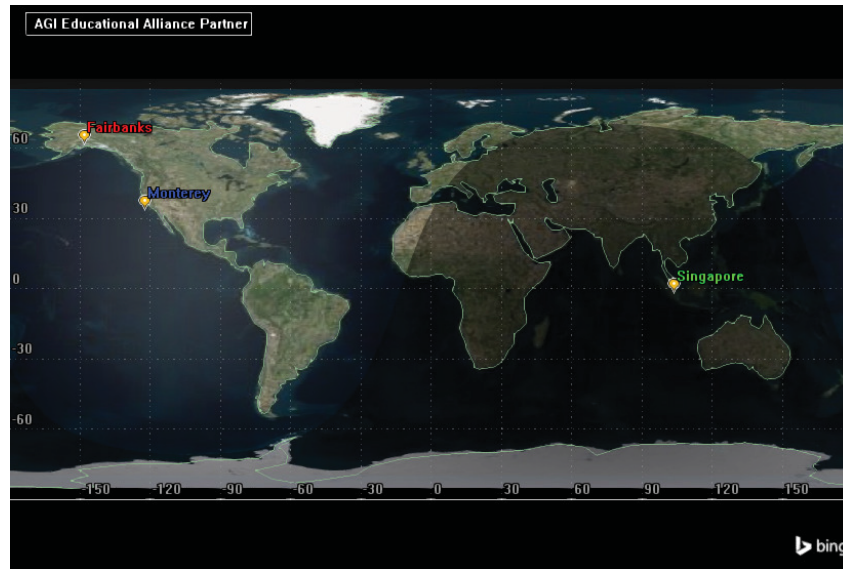 AGI Educational Alliance Partner
Fairbanks
60
Monterey
30
Singapore
0
-30
-60
-150 -120 -90 -60 -30 0 30 60 90 120 150
bing